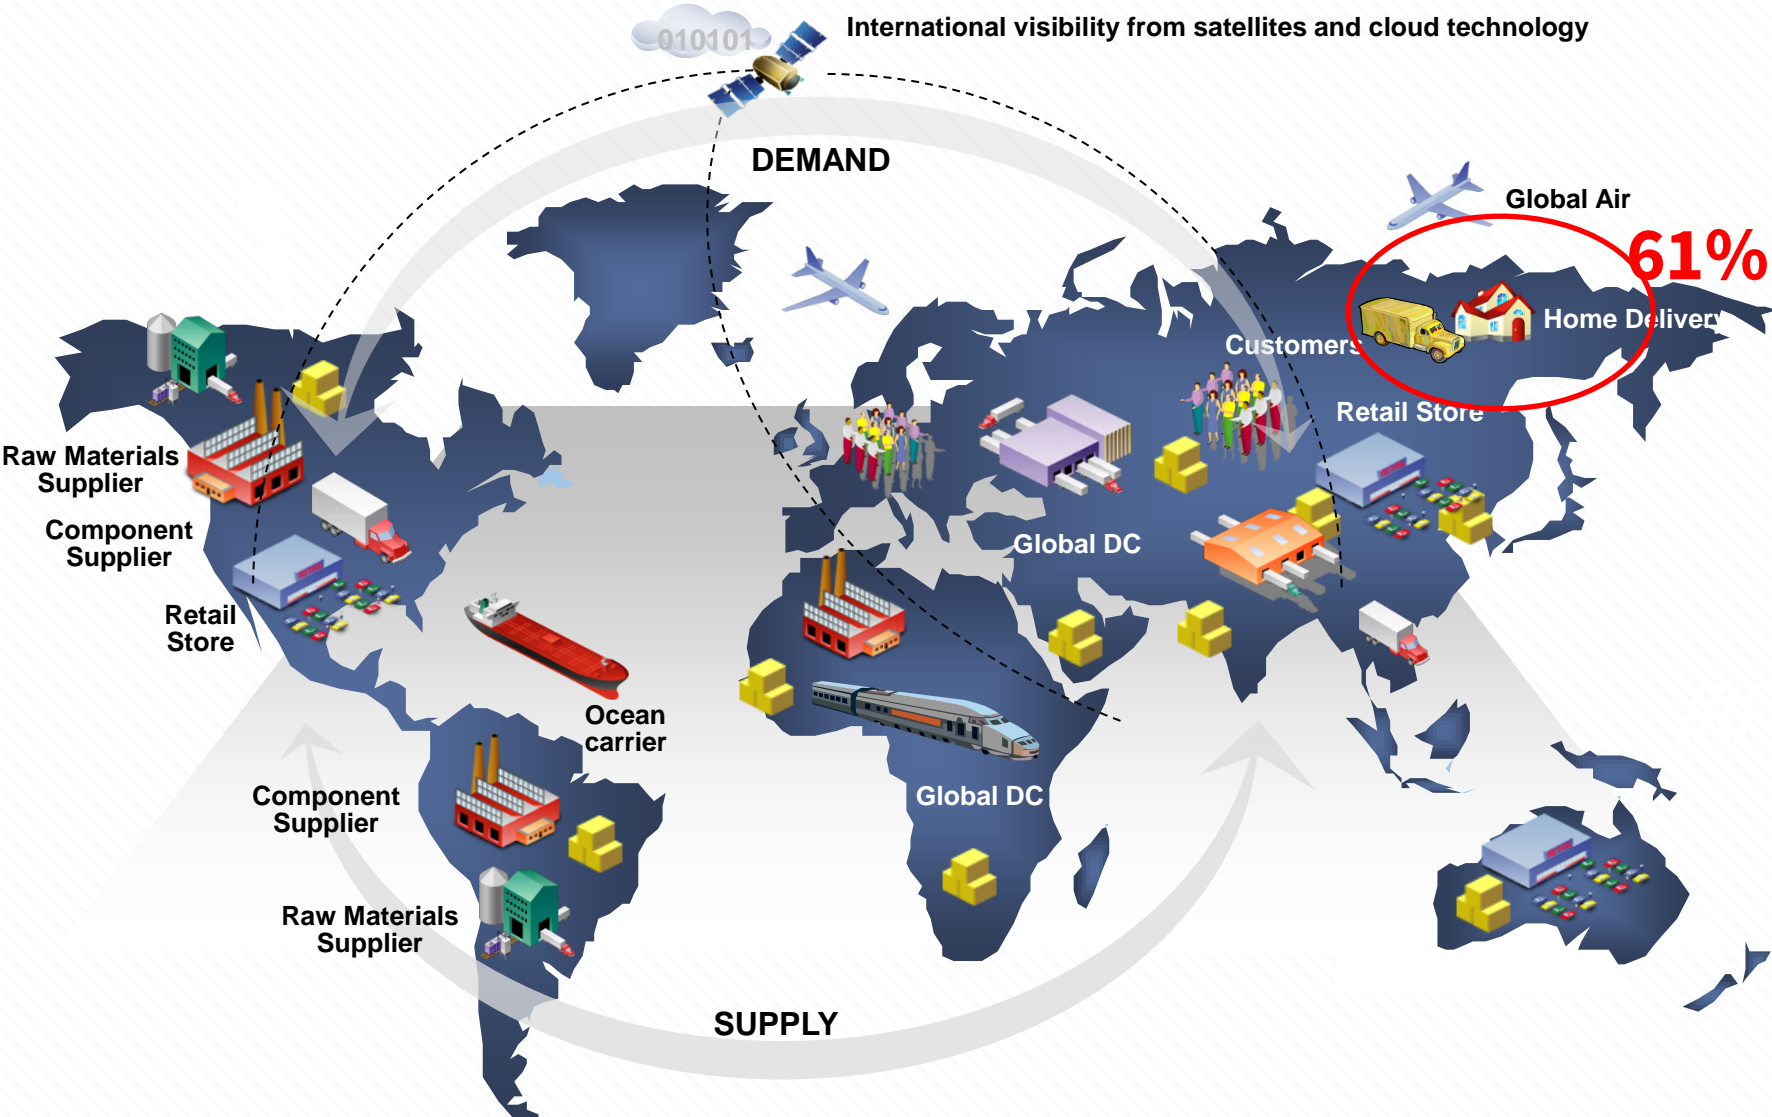 International visibility from satellites and cloud technology
010101
DEMAND
Global Air
61%
Home Delivery
Customers
Retail Store
Raw Materials
Supplier
Component
Supplier
Global DC
Retail
Store
Ocean
carrier
Component
Supplier
Global DC
Raw Materials
Supplier
SUPPLY